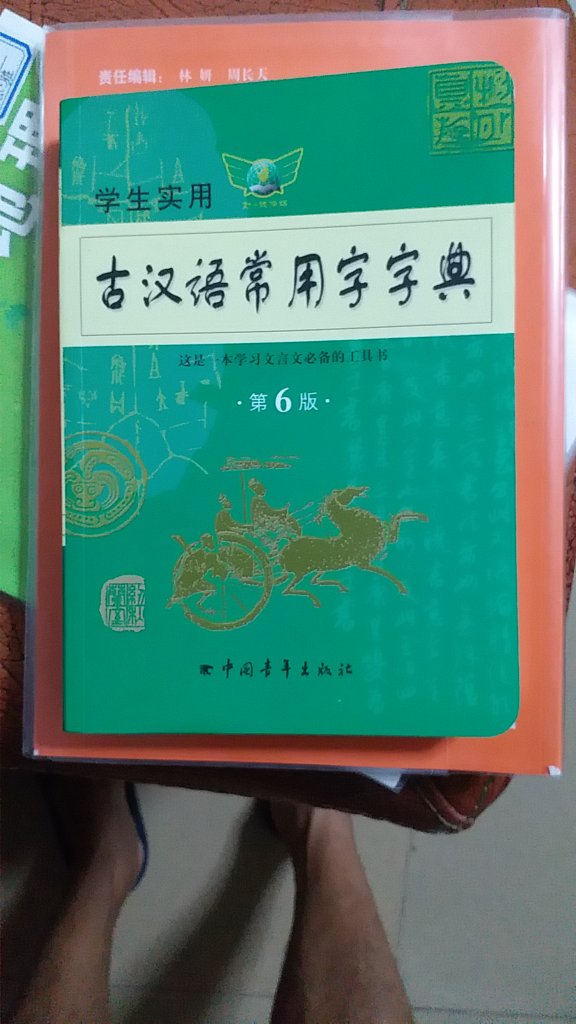 责任编辑： 林 妍 周长天
学生实用
古汉语常用字字典
这是一本学习文言文必备的工具书
·第6版·
中国青年出版社